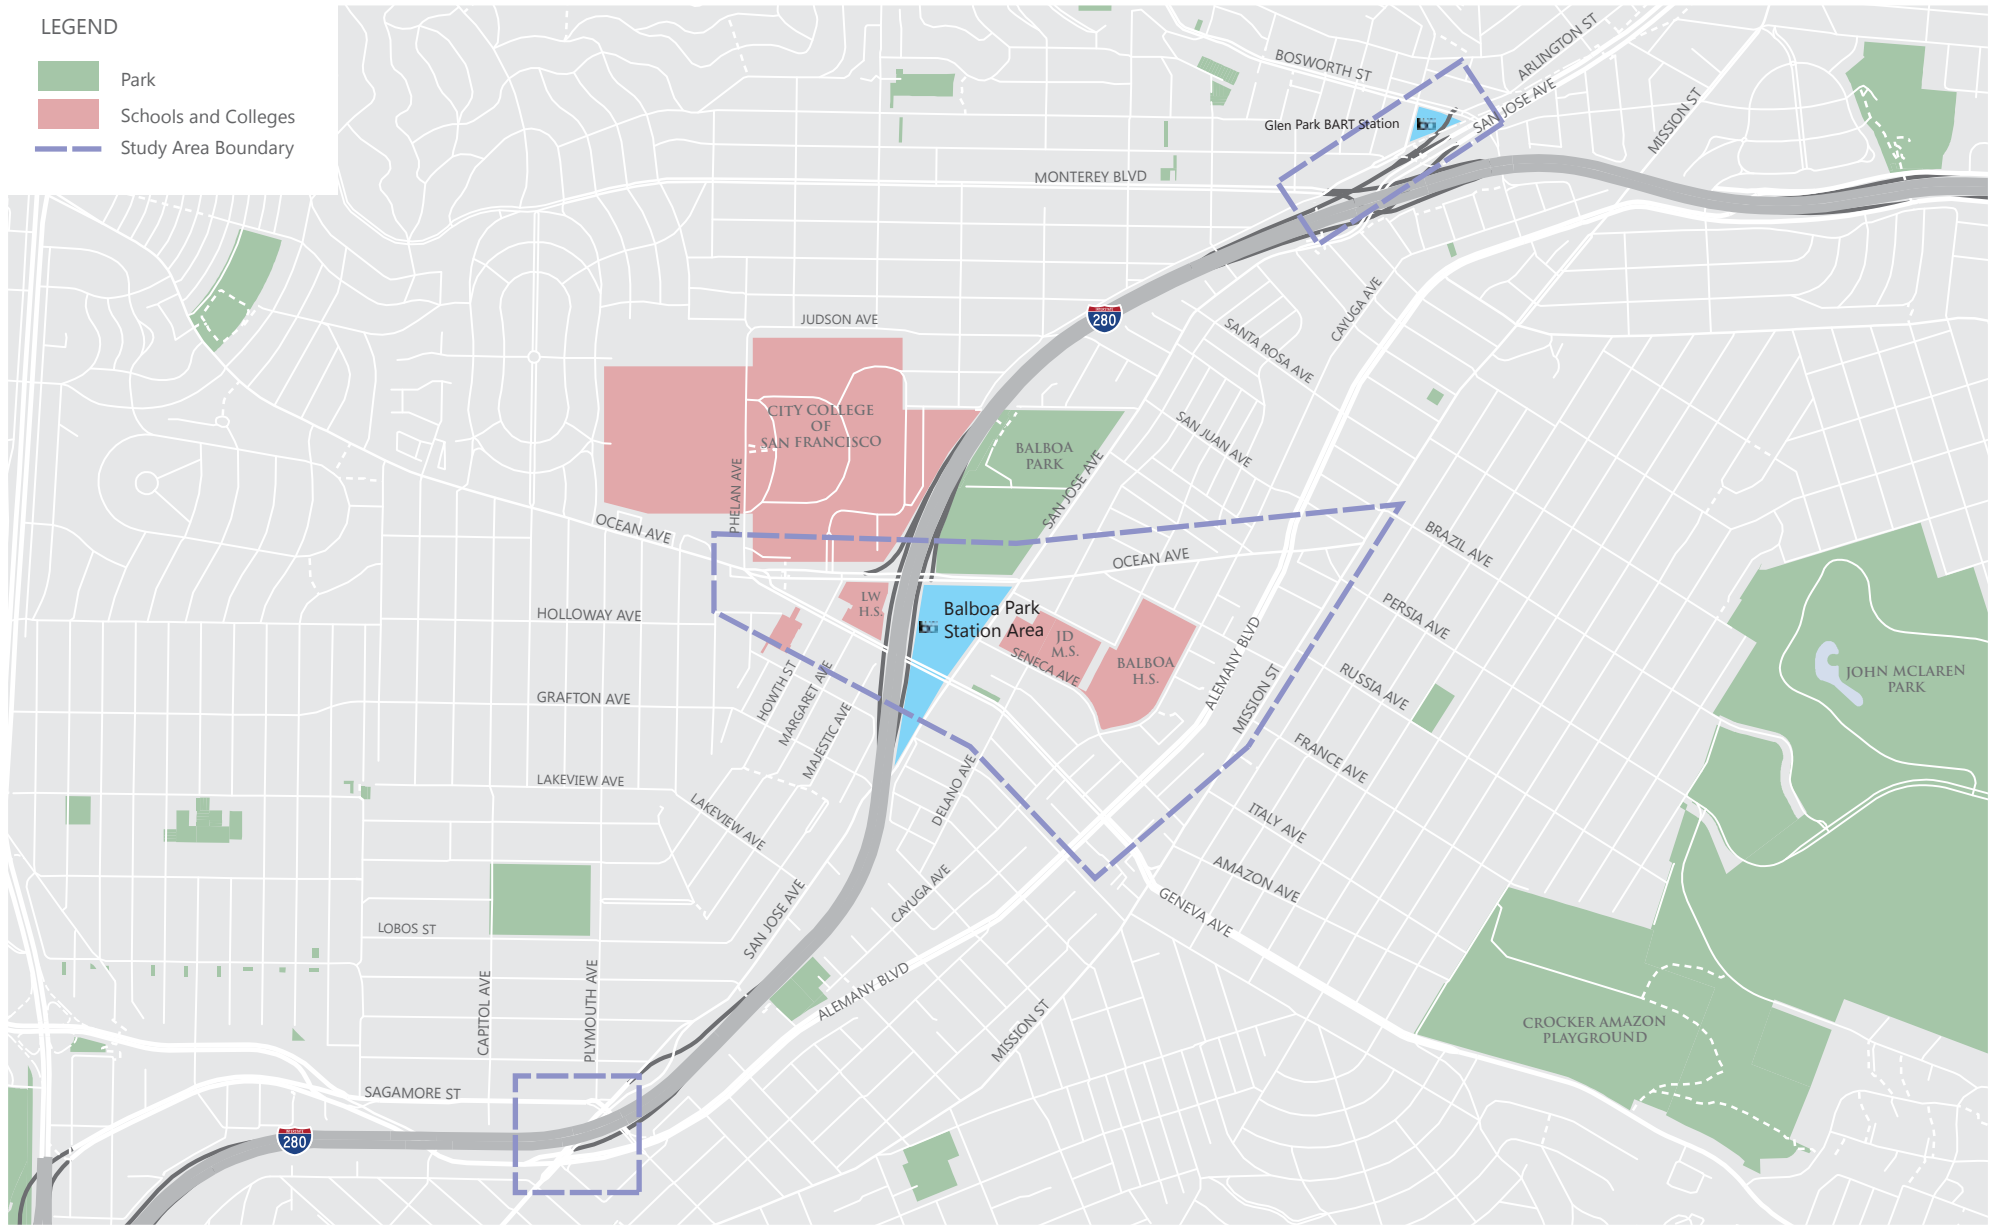 LEGEND
Park
Schools and Colleges
Study Area Boundary
BOSWORTH ST
ARLINGTON ST
SAN JOSE AVE
MISSION ST
Glen Park BART Station
MONTEREY BLVD
280
JUDSON AVE
CAYUGA AVE
SANTA ROSA AVE
CITY COLLEGE
OF
SAN FRANCISCO
BALBOA
PARK
SAN JUAN AVE
PHELAN AVE
SAN JOSE AVE
OCEAN AVE
OCEAN AVE
BRAZIL AVE
LW
H.S.
Balboa Park
Station Area
HOLLOWAY AVE
PERSIA AVE
JD
M.S.
SENECA AVE
BALBOA
H.S.
ALEMANY BLVD
MISSION ST
RUSSIA AVE
JOHN MCLAREN
PARK
GRAFTON AVE
HOWTH ST
MARGARET AVE
MAJESTIC AVE
FRANCE AVE
LAKEVIEW AVE
LAKEVIEW AVE
DELANO AVE
ITALY AVE
AMAZON AVE
CAYUGA AVE
GENEVA AVE
LOBOS ST
SAN JOSE AVE
CAPITOL AVE
PLYMOUTH AVE
ALEMANY BLVD
MISSION ST
CROCKER AMAZON
PLAYGROUND
SAGAMORE ST
280